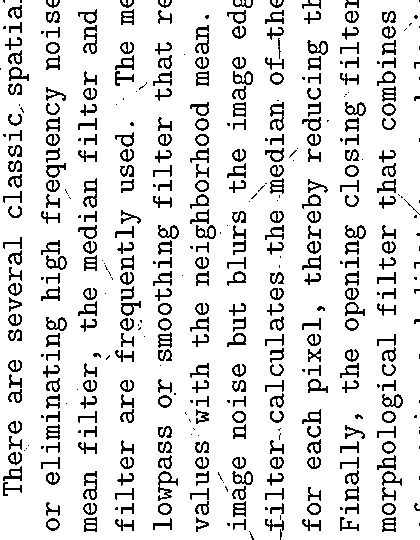 There are several classic spatial
or eliminating high frequency noise
mean filter, the median filter and
filter are frequently used. The me
lowpass or smoothing filter that re
values with the neighborhood mean.
image noise but blurs the image edg
filter calculates the median of the
for each pixel, thereby reducing th
Finally, the opening closing filter
morphological filter that combines